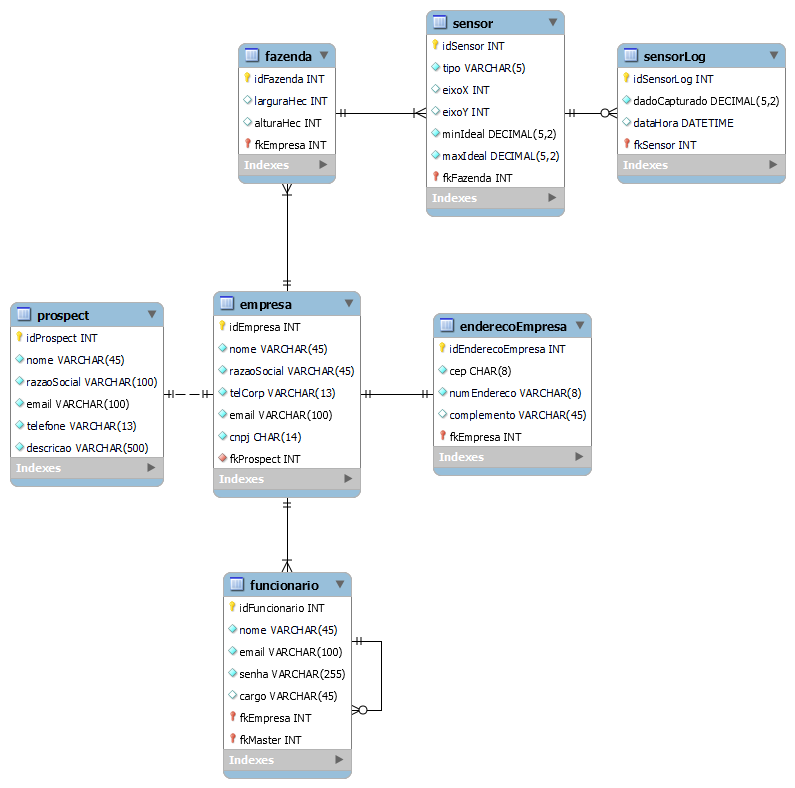 fazenda
idFazenda INT
larguraHec INT
alturaHec INT
fkEmpresa INT
Indexes
sensor
idSensor INT
tipo VARCHAR(5)
eixoX INT
eixoY INT
minIdeal DECIMAL(5,2)
maxIdeal DECIMAL(5,2)
fkFazenda INT
Indexes
sensorLog
idSensorLog INT
dadoCapturado DECIMAL(5,2)
dataHora DATETIME
fkSensor INT
Indexes
prospect
idProspect INT
nome VARCHAR(45)
razaoSocial VARCHAR(100)
email VARCHAR(100)
telefone VARCHAR(13)
descricao VARCHAR(500)
Indexes
empresa
idEmpresa INT
nome VARCHAR(45)
razaoSocial VARCHAR(45)
telCorp VARCHAR(13)
email VARCHAR(100)
cnpj CHAR(14)
fkProspect INT
Indexes
enderecoEmpresa
idEnderecoEmpresa INT
cep CHAR(8)
numEndereco VARCHAR(8)
complemento VARCHAR(45)
fkEmpresa INT
Indexes
funcionario
idFuncionario INT
nome VARCHAR(45)
email VARCHAR(100)
senha VARCHAR(255)
cargo VARCHAR(45)
fkEmpresa INT
fkMaster INT
Indexes